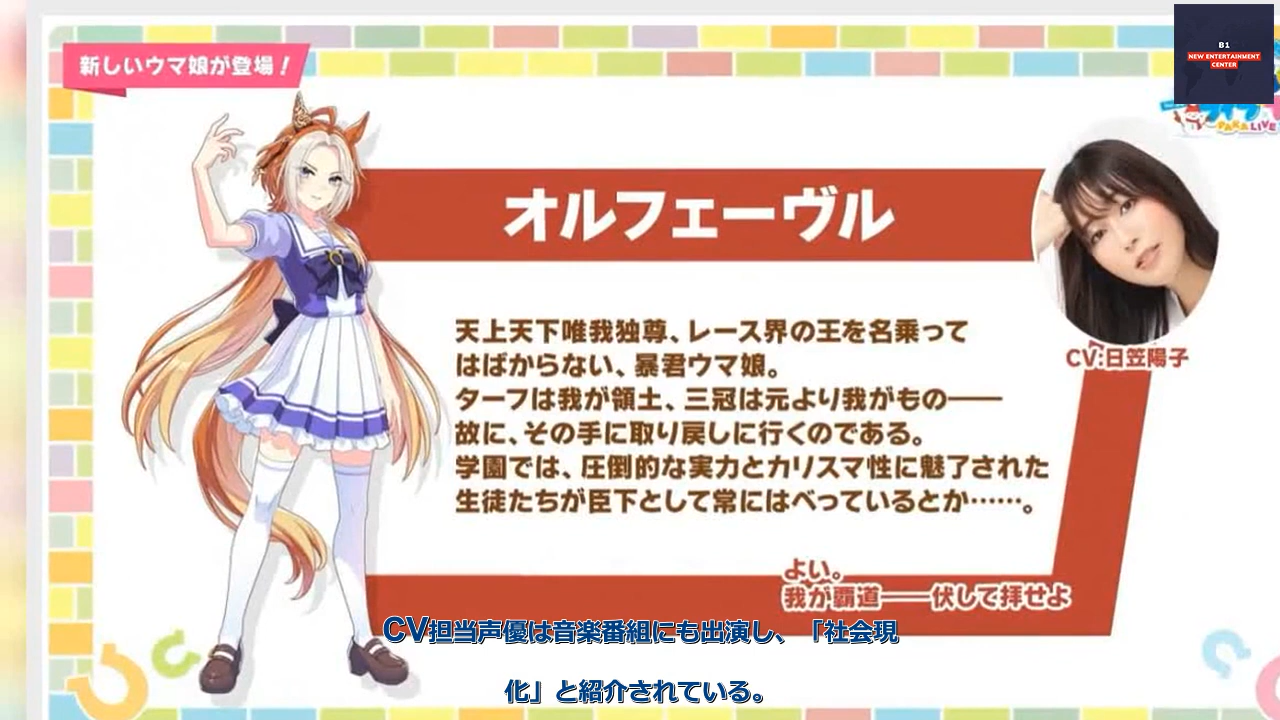 新しいウマ娘が登場！
B1
NEW ENTERTAINMENT
CENTER
PAKA LIVE
オルフェーヴル
CV:日笠陽子
天上天下唯我独尊、レース界の王を名乗って
はばからない、暴君ウマ娘。
ターフは我が領土、三冠は元より我がもの――
故に、その手に取り戻しに行くのである。
学園では、圧倒的な実力とカリスマ性に魅了された
生徒たちが臣下として常にはべっているとか……。
よい。
我が覇道――伏して拝せよ
CV担当声優は音楽番組にも出演し、「社会現
化」と紹介されている。